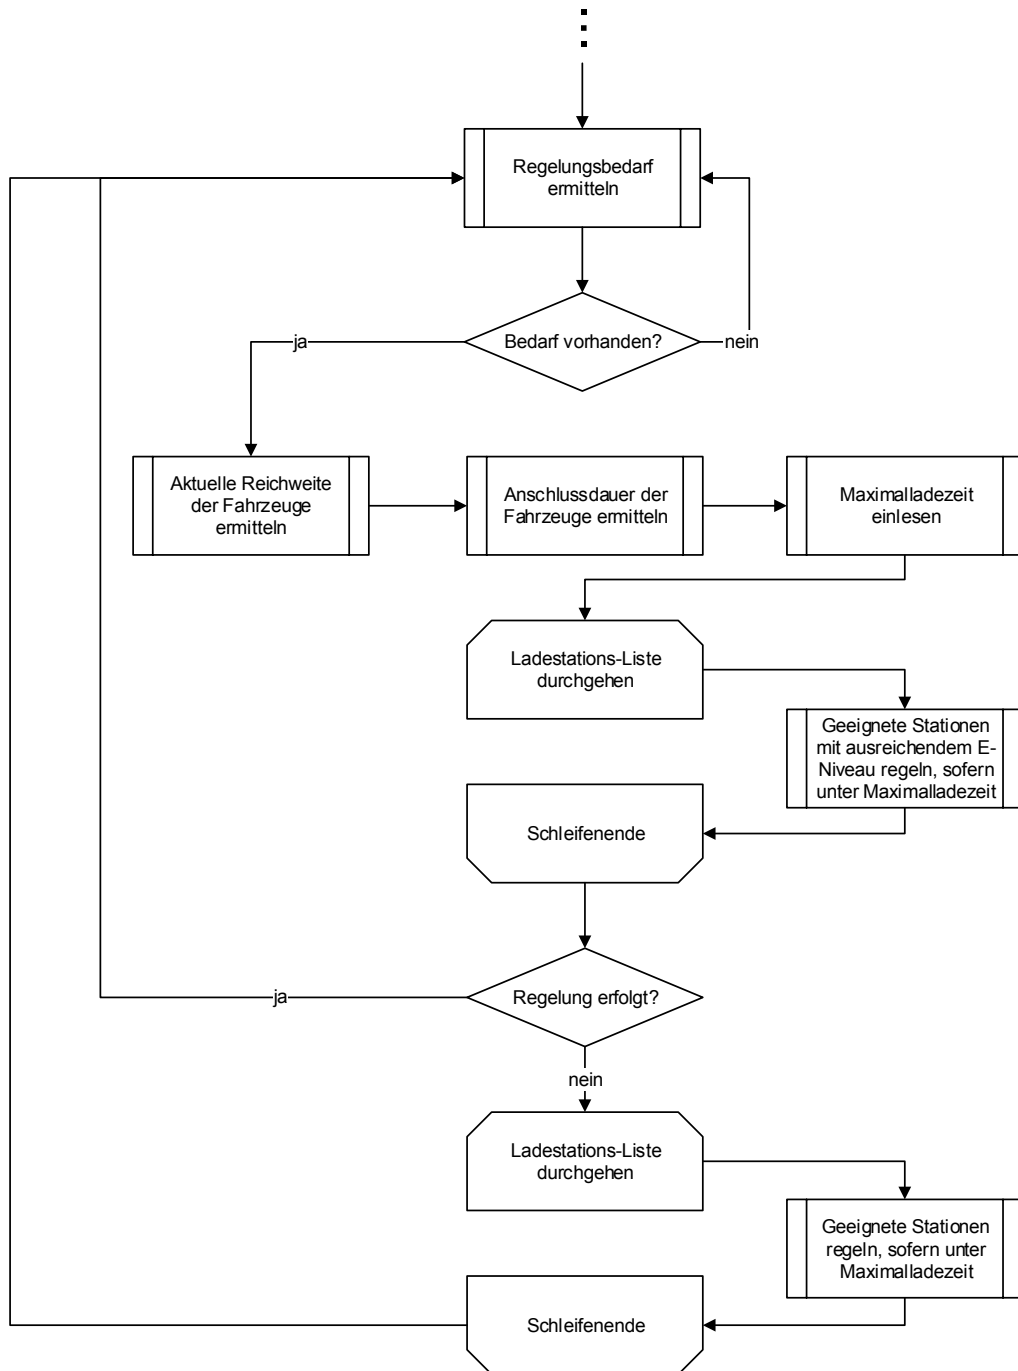 Regelungsbedarf
ermitteln
Bedarf vorhanden?
ja
nein
Aktuelle Reichweite
der Fahrzeuge
ermitteln
Anschlussdauer der
Fahrzeuge ermitteln
Maximalladezeit
einlesen
Ladestations-Liste
durchgehen
Geeignete Stationen
mit ausreichendem E-
Niveau regeln, sofern
unter Maximalladezeit
Schleifenende
Regelung erfolgt?
ja
nein
Ladestations-Liste
durchgehen
Geeignete Stationen
regeln, sofern unter
Maximalladezeit
Schleifenende